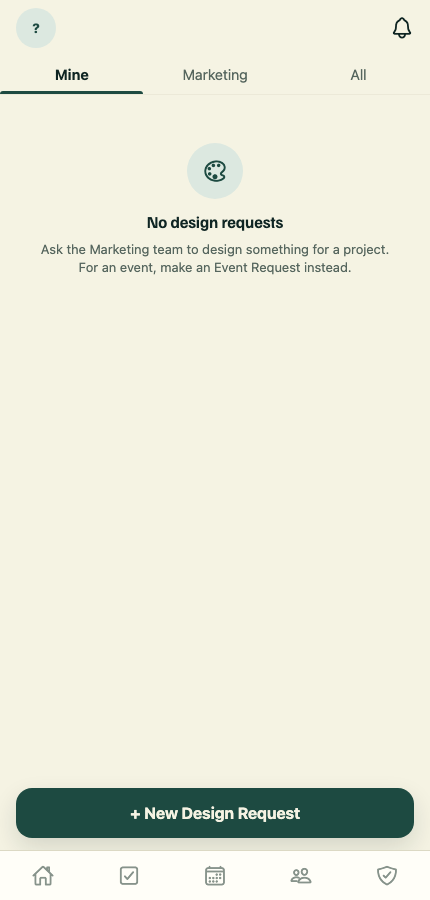 ?
Mine
Marketing
All
No design requests
Ask the Marketing team to design something for a project.
For an event, make an Event Request instead.
+ New Design Request